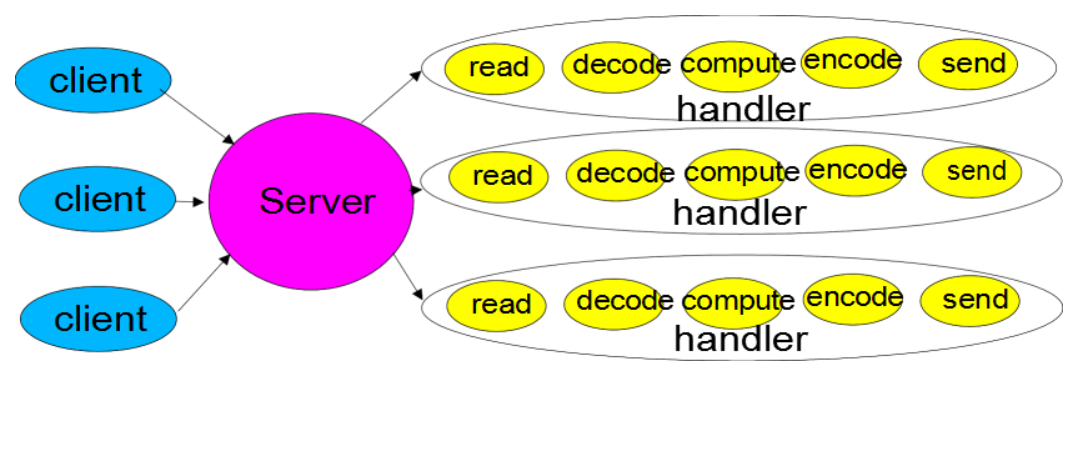 client
client
client
Server
read decode compute encode send
handler
read decode compute encode send
handler
read decode compute encode send
handler